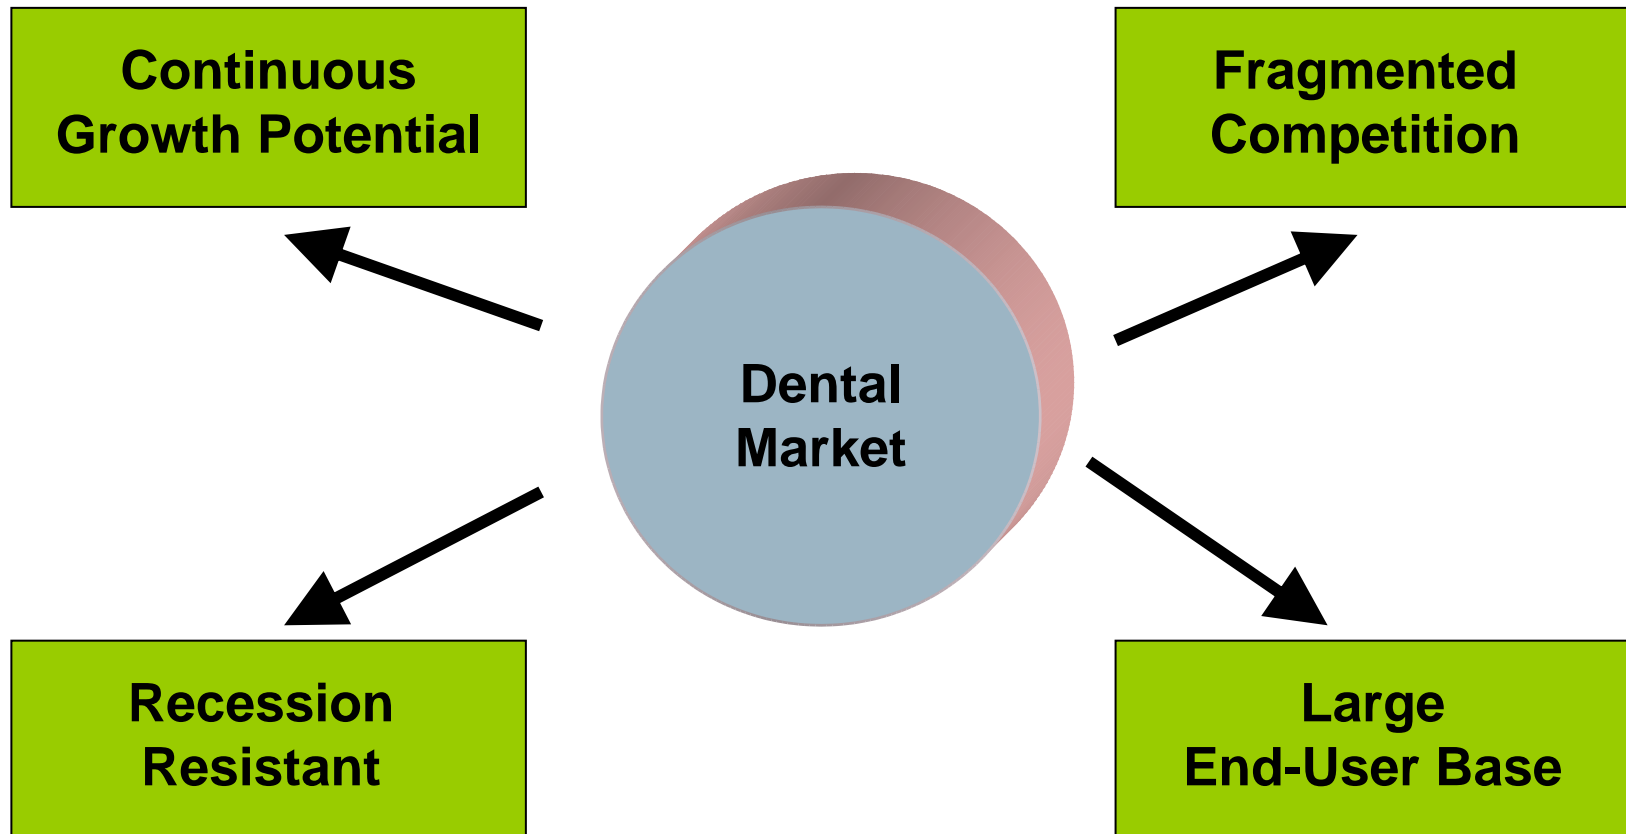 Continuous
Growth Potential
Fragmented
Competition
Dental
Market
Recession
Resistant
Large
End-User Base